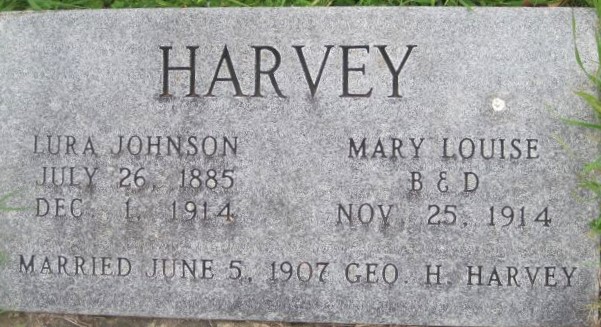 HARVEY
LURA JOHNSON
JULY 26, 1885
DEC. 1, 1914
MARY LOUISE
B & D
NOV. 25, 1914
MARRIED JUNE 5, 1907 GEO. H. HARVEY